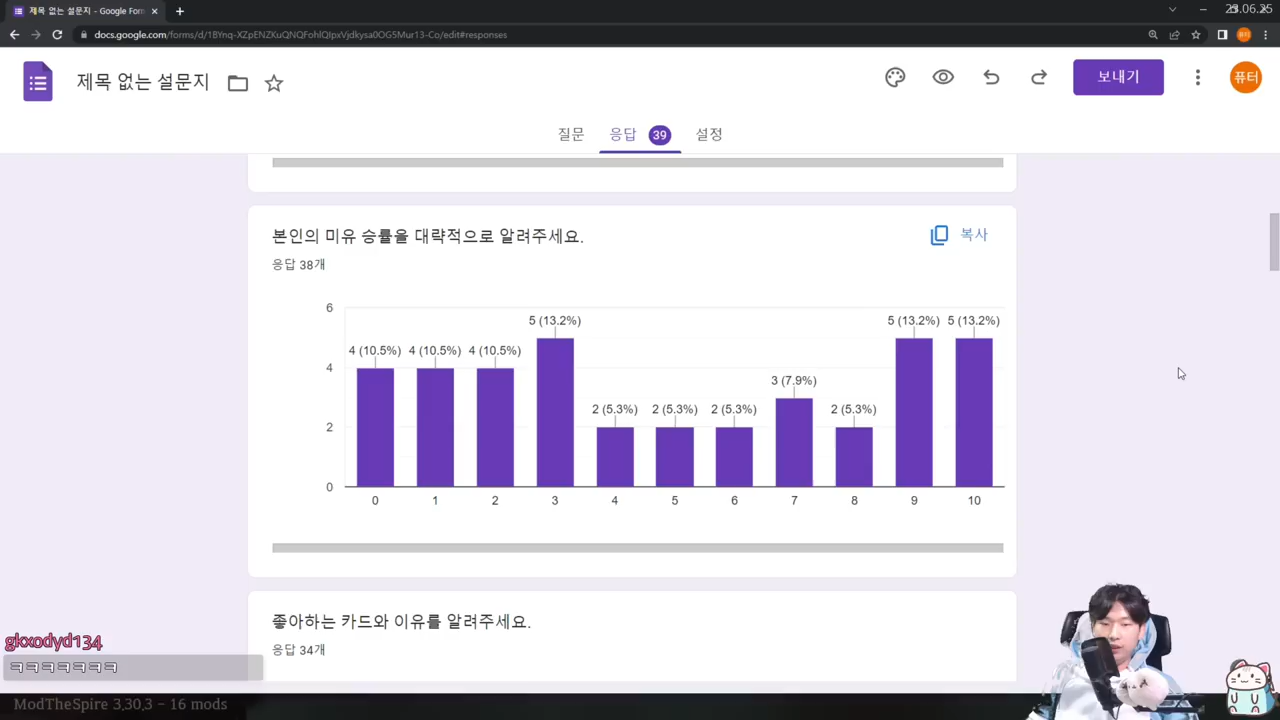 제목 없는 설문지 - Google Forr
23.06.25
docs.google.com/forms/d/1BYnq-XZpENZKuQNQFohlQIpxVjdkysa0OG5Mur13-Co/edit#responses
퓨터
제목 없는 설문지
보내기
퓨터
질문 응답 39 설정
본인의 미유 승률을 대략적으로 알려주세요.
복사
응답 38개
6
5 (13.2%) 5 (13.2%) 5 (13.2%)
4 (10.5%) 4 (10.5%) 4 (10.5%)
4
3 (7.9%)
2 (5.3%) 2 (5.3%) 2 (5.3%) 2 (5.3%)
2
0
0 1 2 3 4 5 6 7 8 9 10
좋아하는 카드와 이유를 알려주세요.
응답 34개
gkxodyd134
ㅋㅋㅋㅋㅋㅋㅋ
ModTheSpire 3.30.3 - 16 mods